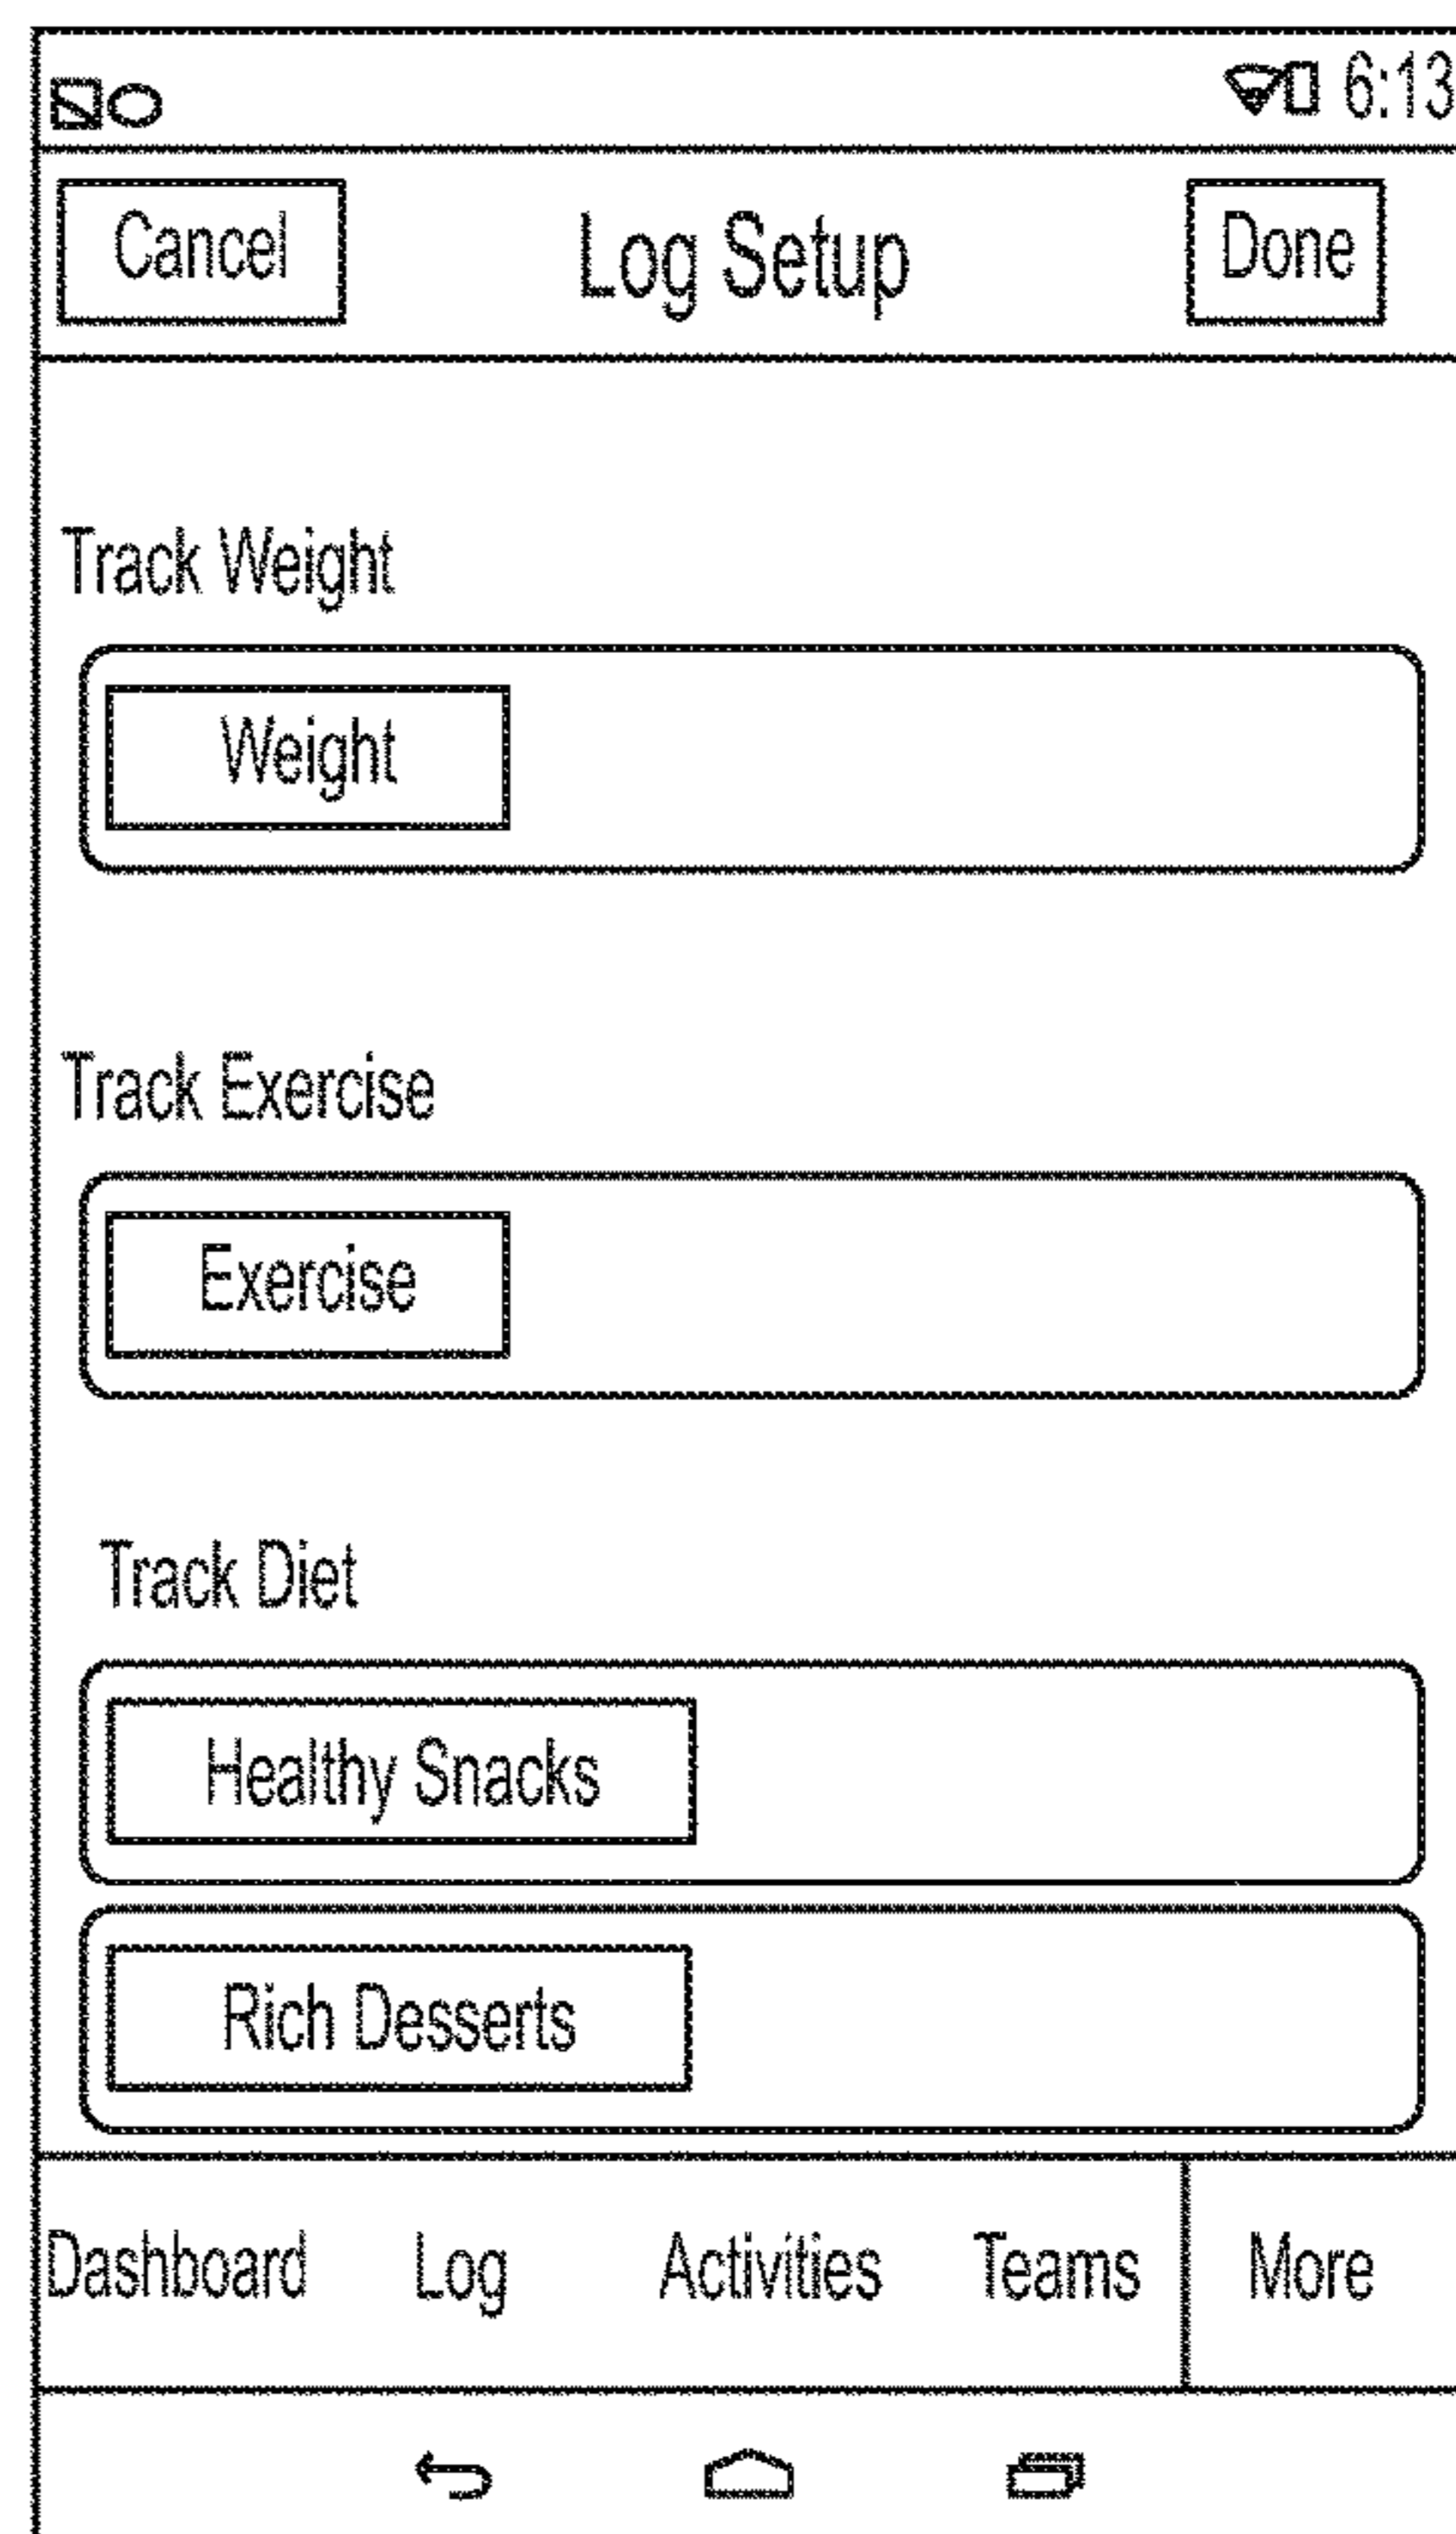 6:13
Cancel Log Setup Done
Track Weight
Weight
Track Exercise
Exercise
Track Diet
Healthy Snacks
Rich Desserts
Dashboard Log Activities Teams More